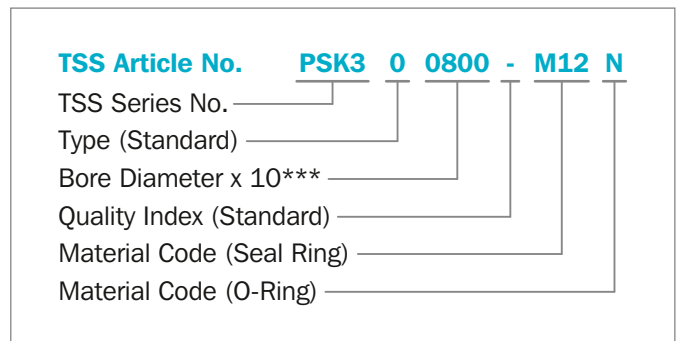 TSS Article No. PSK3 0 0800 - M12 N
TSS Series No.
Type (Standard)
Bore Diameter x 10***
Quality Index (Standard)
Material Code (Seal Ring)
Material Code (O-Ring)